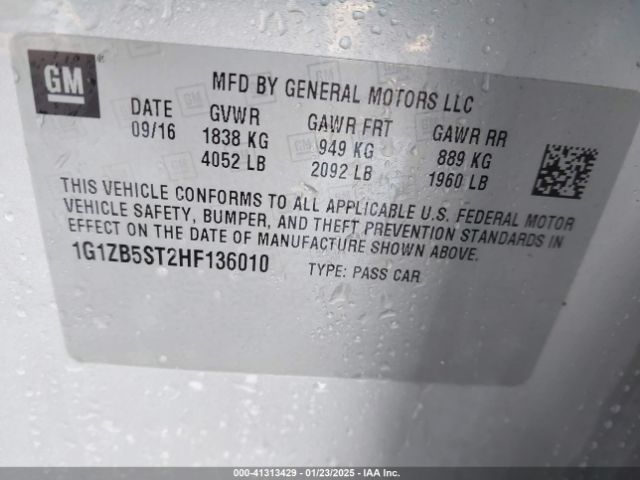 GM
MFD BY GENERAL MOTORS LLC
DATE GVWR GAWR FRT GAWR RR
09/16 1838 KG 949 KG 889 KG
4052 LB 2092 LB 1960 LB
THIS VEHICLE CONFORMS TO ALL APPLICABLE U.S. FEDERAL MOTOR
VEHICLE SAFETY, BUMPER, AND THEFT PREVENTION STANDARDS IN
EFFECT ON THE DATE OF MANUFACTURE SHOWN ABOVE.
1G1ZB5ST2HF136010 TYPE: PASS CAR
000-41313429 - 01/23/2025 - IAA Inc.